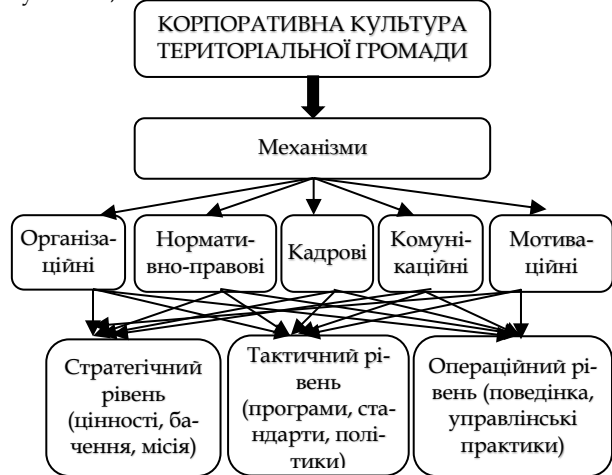 КОРПОРАТИВНА КУЛЬТУРА
ТЕРИТОРІАЛЬНОЇ ГРОМАДИ
Механізми
Організа-
ційні
Нормати-
вно-правові
Кадрові
Комуні-
каційні
Мотива-
ційні
Стратегічний
рівень
(цінності, ба-
чення, місія)
Тактичний рі-
вень
(програми, ста-
ндарти, полі-
тики)
Операційний рі-
вень (поведінка,
управлінські
практики)